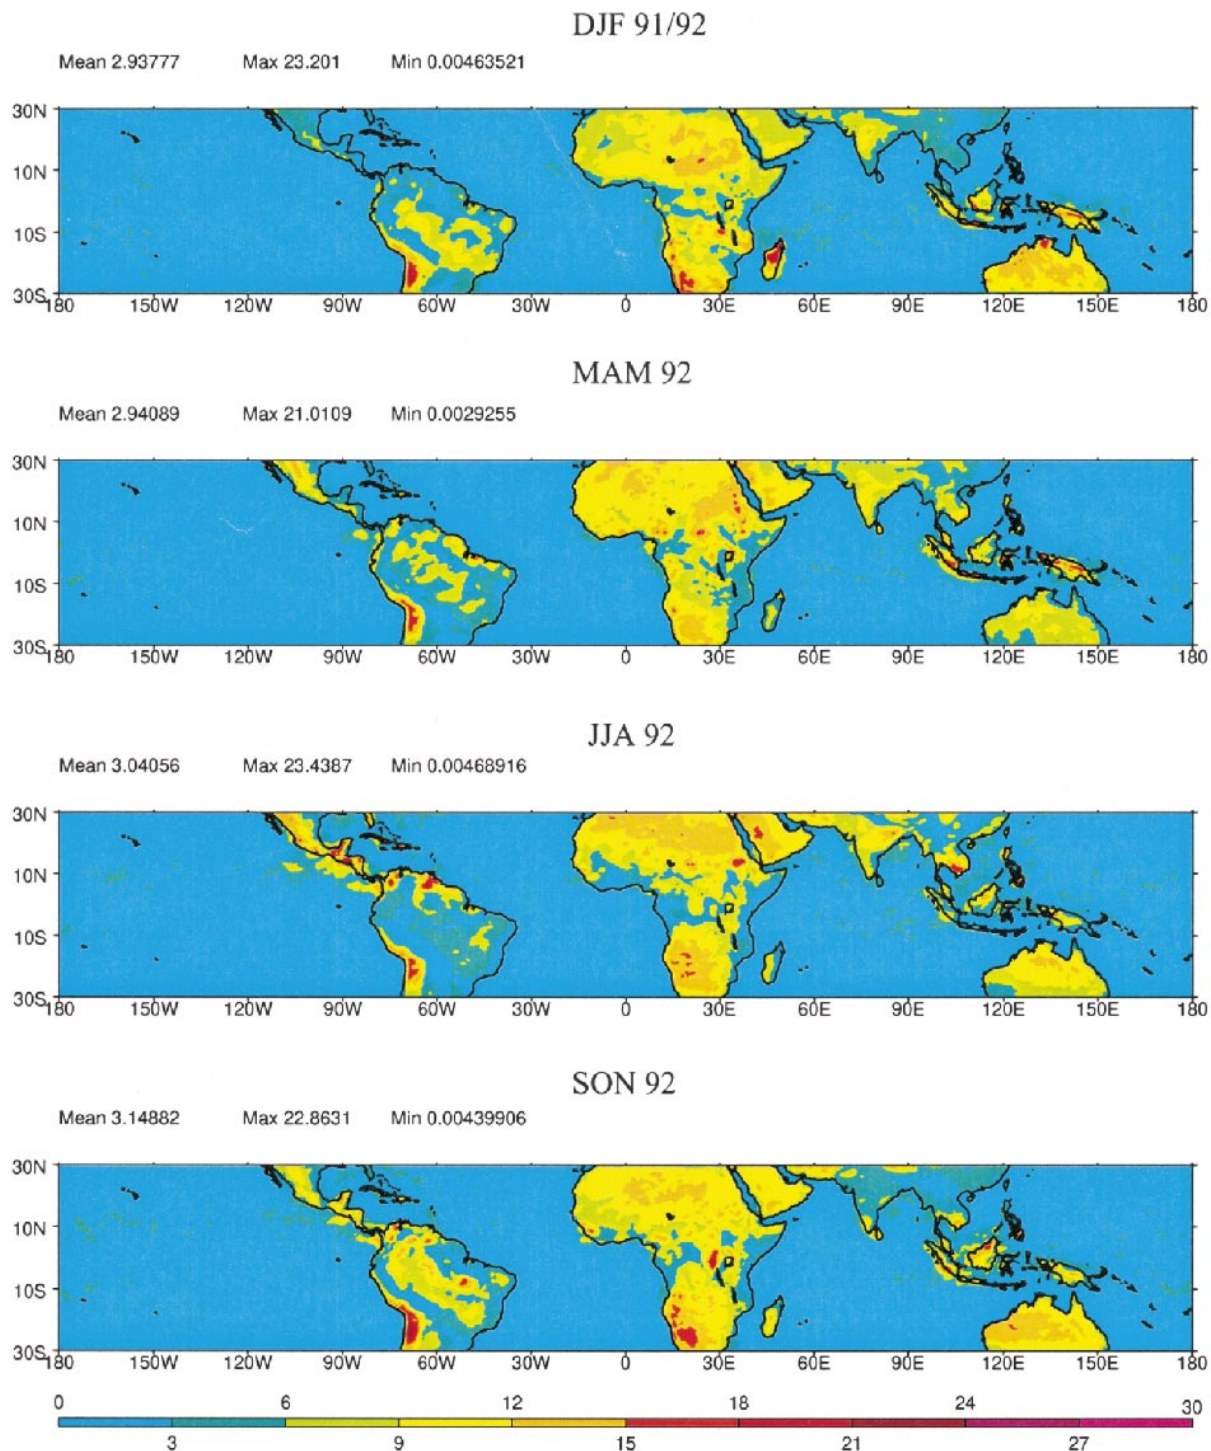 DJF 91/92
Mean 2.93777 Max 23.201 Min 0.00463521
30N
10N
10S
30S
180 150W 120W 90W 60W 30W 0 30E 60E 90E 120E 150E 180
MAM 92
Mean 2.94089 Max 21.0109 Min 0.0029255
30N
10N
10S
30S
180 150W 120W 90W 60W 30W 0 30E 60E 90E 120E 150E 180
JJA 92
Mean 3.04056 Max 23.4387 Min 0.00468916
30N
10N
10S
30S
180 150W 120W 90W 60W 30W 0 30E 60E 90E 120E 150E 180
SON 92
Mean 3.14882 Max 22.8631 Min 0.00439906
30N
10N
10S
30S
180 150W 120W 90W 60W 30W 0 30E 60E 90E 120E 150E 180
0 6 12 18 24 30
3 9 15 21 27